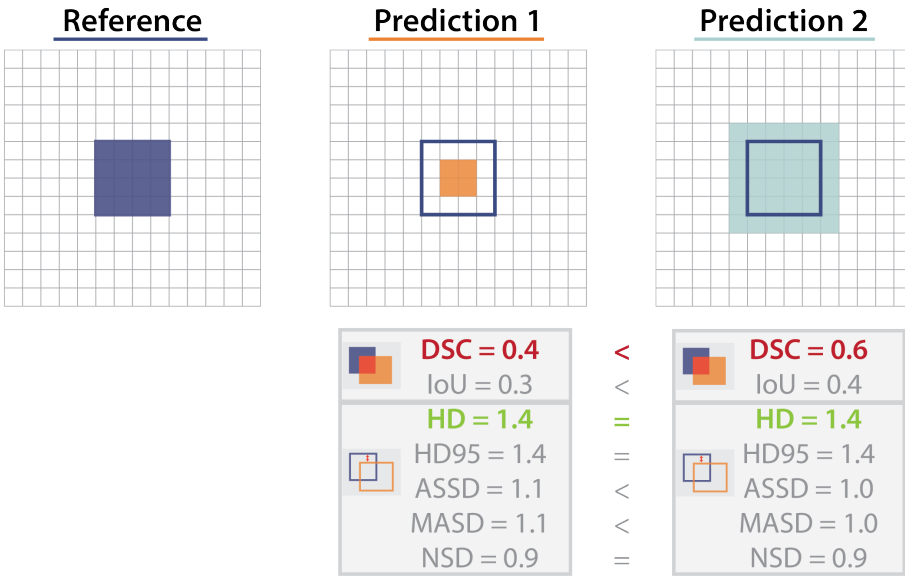 Reference Prediction 1 Prediction 2
DSC = 0.4 < DSC = 0.6
IoU = 0.3 < IoU = 0.4
HD = 1.4 = HD = 1.4
HD95 = 1.4 = HD95 = 1.4
ASSD = 1.1 < ASSD = 1.0
MASD = 1.1 < MASD = 1.0
NSD = 0.9 = NSD = 0.9